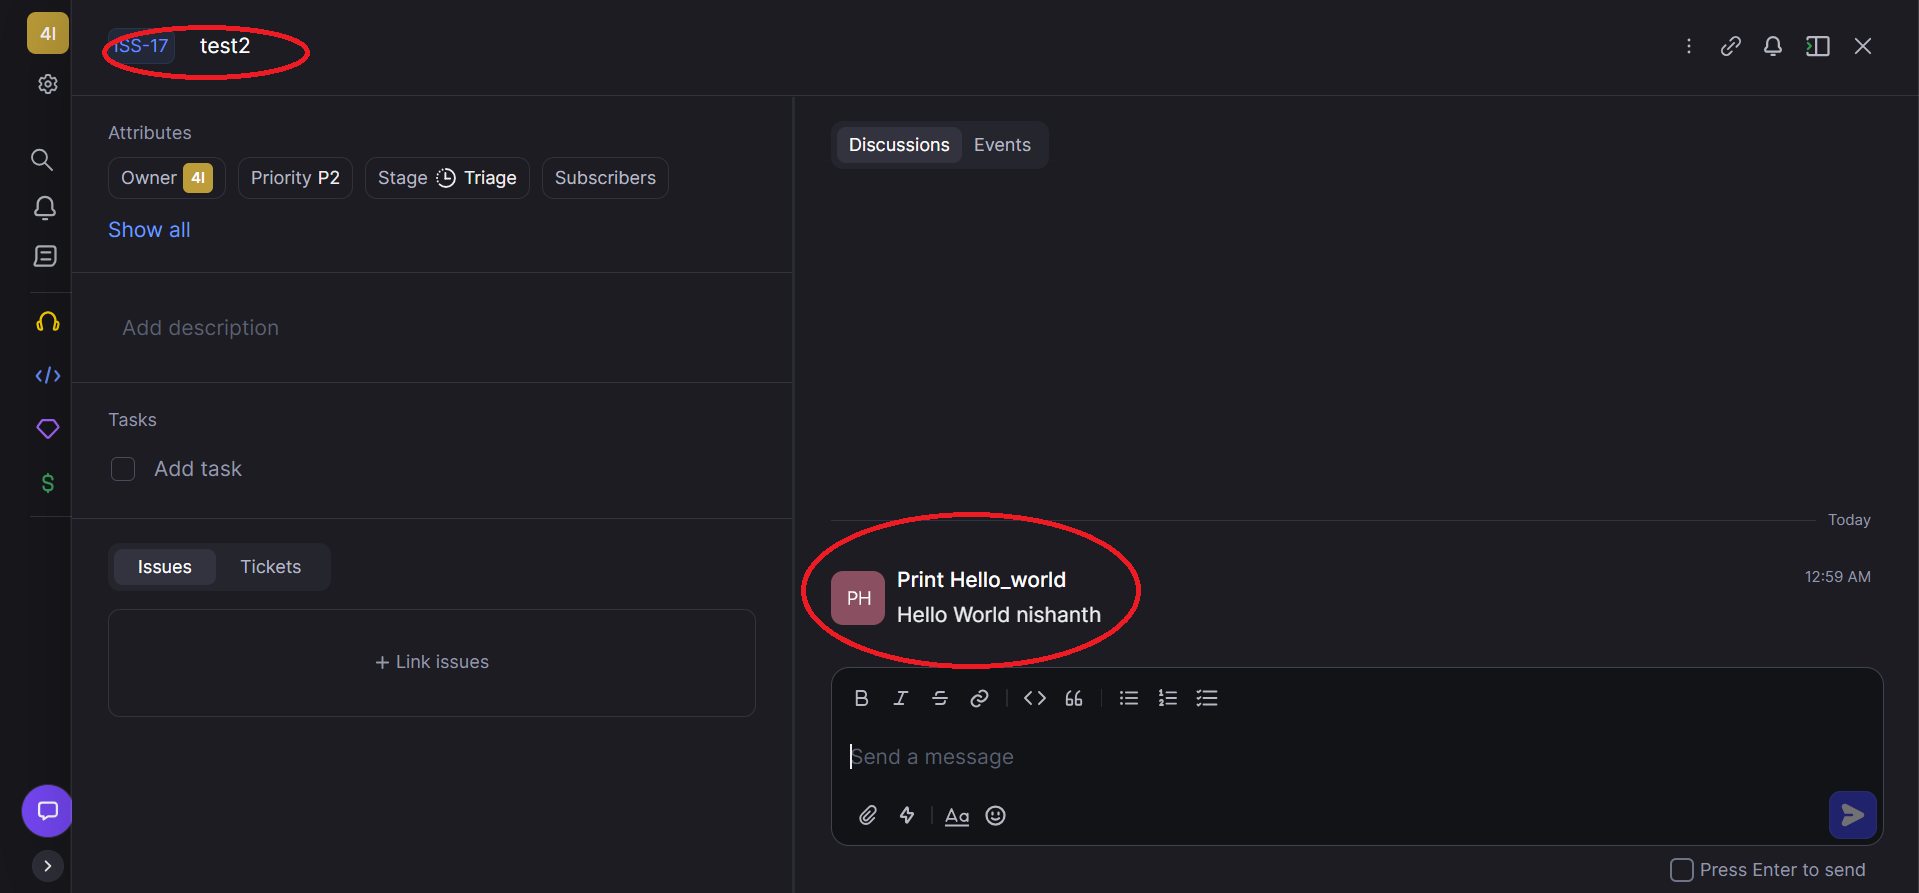 4I
ISS-17 test2
Attributes
Owner 4I Priority P2 Stage Triage Subscribers
Show all
Add description
Tasks
Add task
Issues Tickets
+ Link issues
Discussions Events
Today
PH Print Hello_world 12:59 AM
Hello World nishanth
Send a message
Aa
Press Enter to send